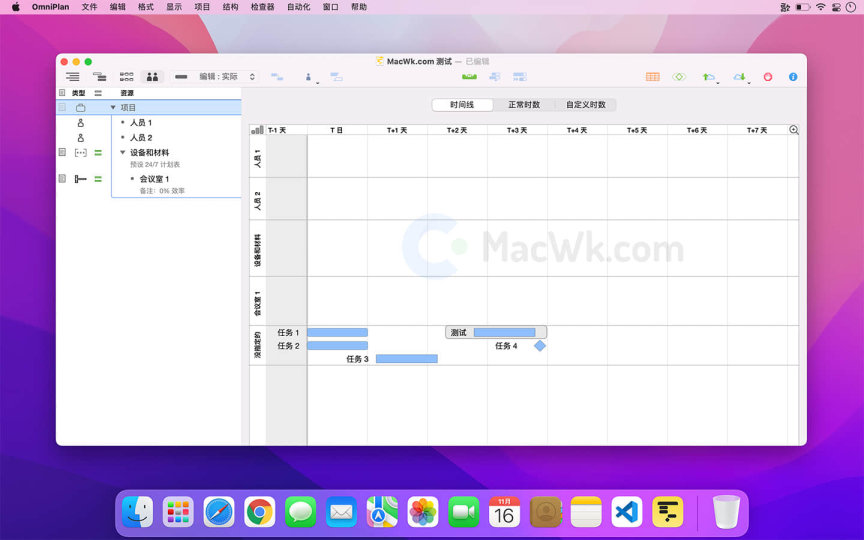 OmniPlan 文件 编辑 格式 显示 项目 结构 检查器 自动化 窗口 帮助
MacWk.com 测试 — 已编辑
编辑：实际
类型 资源
时间线 正常时数 自定义时数
项目
人员 1
人员 2
设备和材料
预设 24/7 计划表
会议室 1
备注：0% 效率
T-1 天 T 日 T+1 天 T+2 天 T+3 天 T+4 天 T+5 天 T+6 天 T+7 天
人员 1
人员 2
设备和材料
会议室 1
没指定的
MacWk.com
任务 1
测试
任务 2
任务 4
任务 3
11月
16